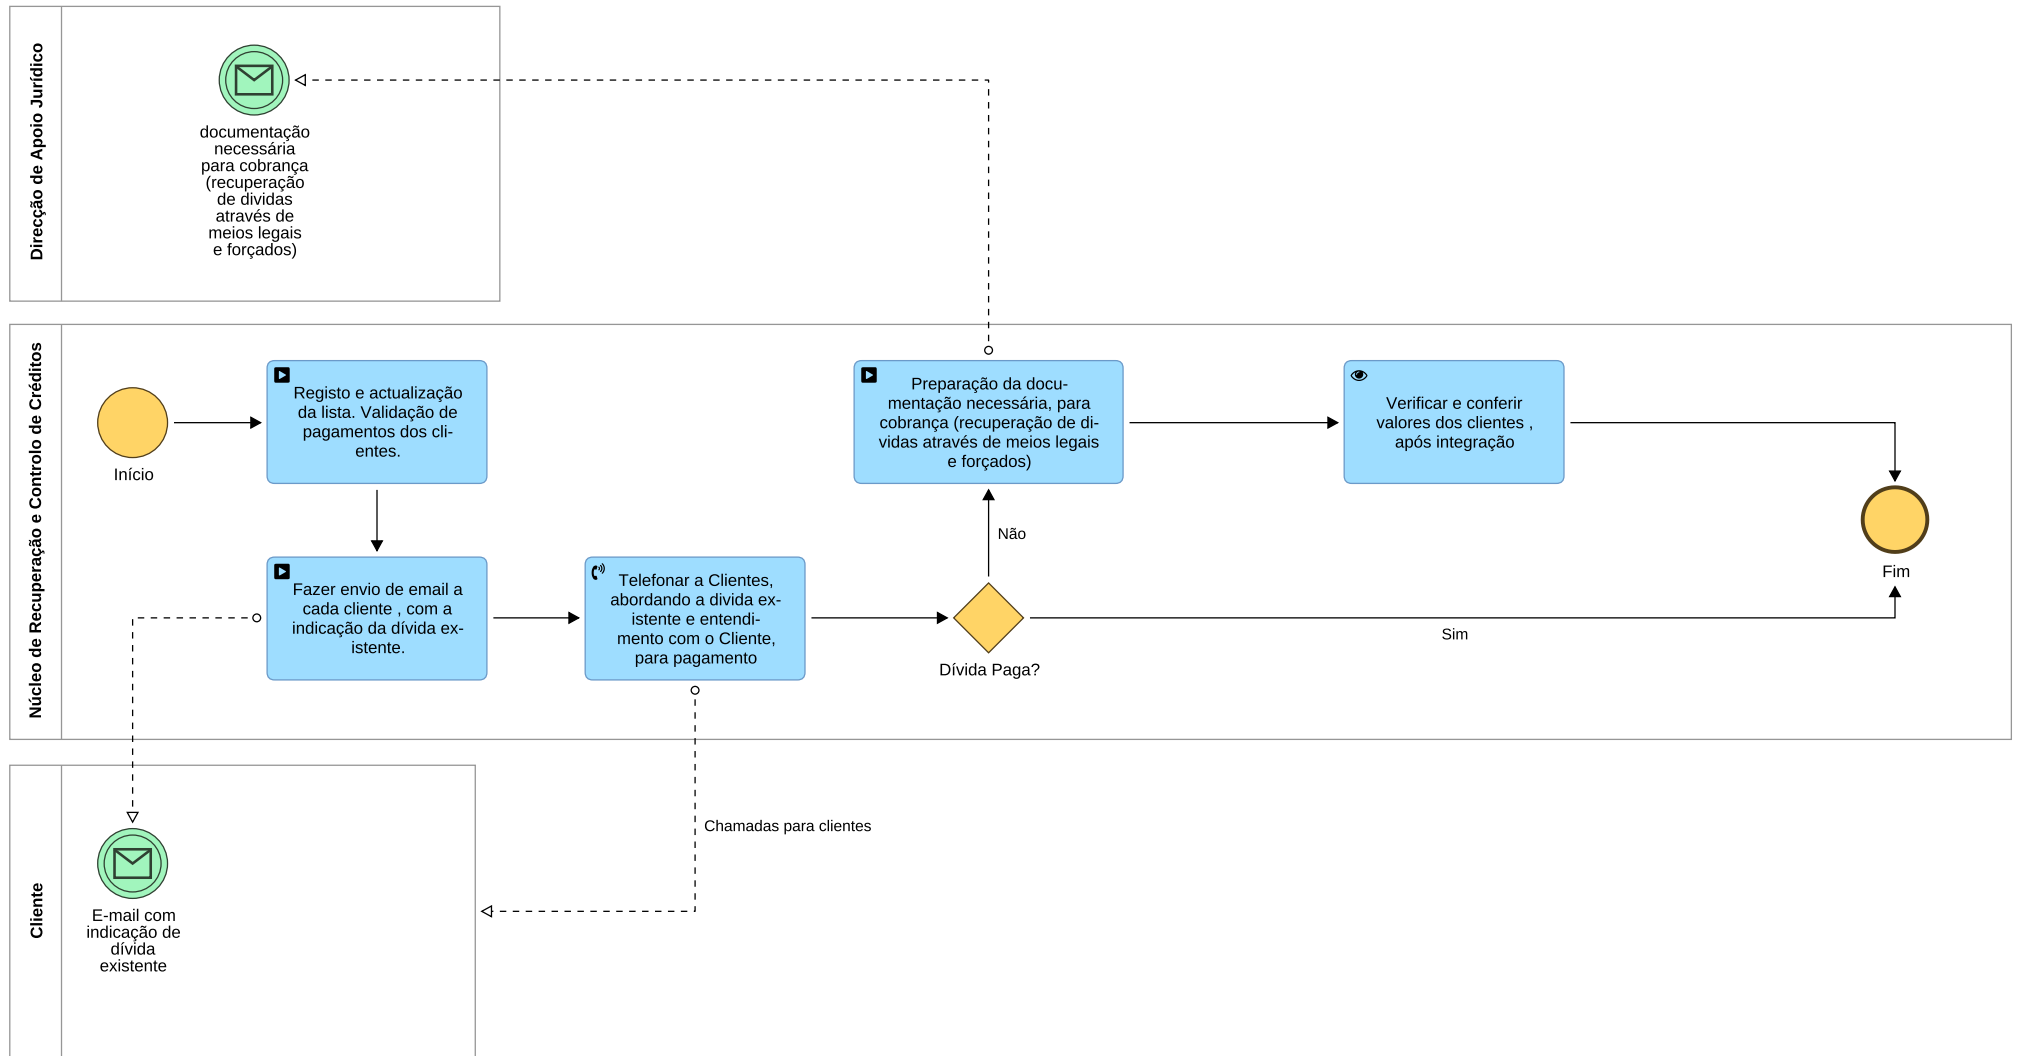 Direcção de Apoio Jurídico
documentação
necessária
para cobrança
(recuperação
de dividas
através de
meios legais
e forçados)
Núcleo de Recuperação e Controlo de Créditos
Início
Registo e actualização
da lista. Validação de
pagamentos dos cli-
entes.
Preparação da docu-
mentação necessária, para
cobrança (recuperação de di-
vidas através de meios legais
e forçados)
Verificar e conferir
valores dos clientes ,
após integração
Não
Fim
Fazer envio de email a
cada cliente , com a
indicação da dívida ex-
istente.
Telefonar a Clientes,
abordando a divida ex-
istente e entendi-
mento com o Cliente,
para pagamento
Dívida Paga?
Sim
Chamadas para clientes
Cliente
E-mail com
indicação de
dívida
existente